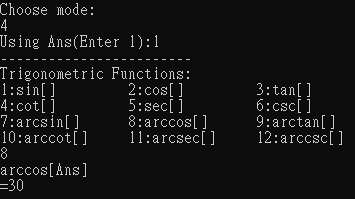 Choose mode:
4
Using Ans(Enter 1):1
------------------------
Trigonometric Functions:
1:sin[] 2:cos[] 3:tan[]
4:cot[] 5:sec[] 6:csc[]
7:arcsin[] 8:arccos[] 9:arctan[]
10:arccot[] 11:arcsec[] 12:arccsc[]
8
arccos[Ans]
=30